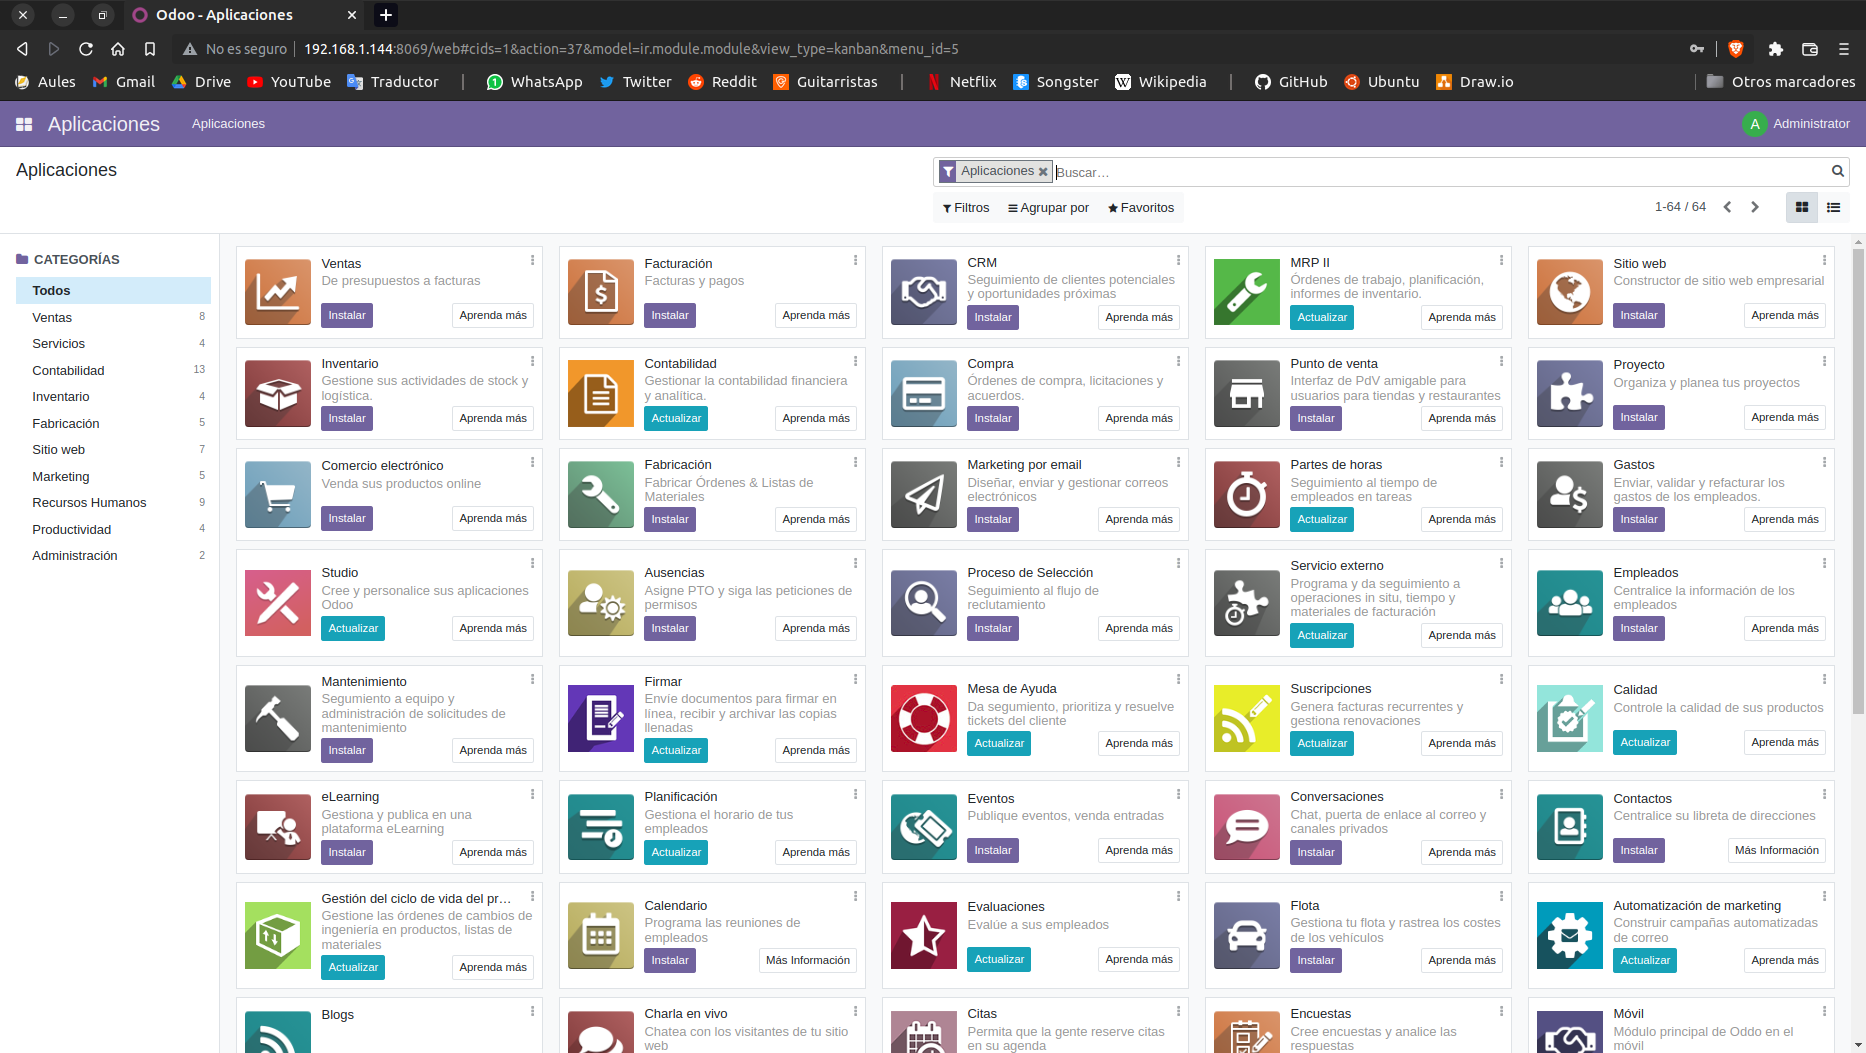 Odoo - Aplicaciones
No es seguro
192.168.1.144:8069/web#cids=1&action=37&model=ir.module.module&view_type=kanban&menu_id=5
Aules Gmail Drive YouTube Traductor | WhatsApp Twitter Reddit Guitarristas | Netflix Songster Wikipedia | GitHub Ubuntu Draw.io Otros marcadores
Aplicaciones Aplicaciones A Administrator
Aplicaciones
Aplicaciones Buscar...
Filtros Agrupar por Favoritos 1-64 / 64
CATEGORÍAS
Todos
Ventas 8
Servicios 4
Contabilidad 13
Inventario 4
Fabricación 5
Sitio web 7
Marketing 5
Recursos Humanos 9
Productividad 4
Administración 2
Ventas
De presupuestos a facturas
Instalar Aprenda más
Facturación
Facturas y pagos
Instalar Aprenda más
CRM
Seguimiento de clientes potenciales
y oportunidades próximas
Instalar Aprenda más
MRP II
Órdenes de trabajo, planificación,
informes de inventario.
Actualizar Aprenda más
Sitio web
Constructor de sitio web empresarial
Instalar Aprenda más
Inventario
Gestione sus actividades de stock y
logística.
Instalar Aprenda más
Contabilidad
Gestionar la contabilidad financiera
y analítica.
Actualizar Aprenda más
Compra
Órdenes de compra, licitaciones y
acuerdos.
Instalar Aprenda más
Punto de venta
Interfaz de PdV amigable para
usuarios para tiendas y restaurantes
Instalar Aprenda más
Proyecto
Organiza y planea tus proyectos
Instalar Aprenda más
Comercio electrónico
Venda sus productos online
Instalar Aprenda más
Fabricación
Fabricar Órdenes & Listas de
Materiales
Instalar Aprenda más
Marketing por email
Diseñar, enviar y gestionar correos
electrónicos
Instalar Aprenda más
Partes de horas
Seguimiento al tiempo de
empleados en tareas
Actualizar Aprenda más
Gastos
Enviar, validar y refacturar los
gastos de los empleados.
Instalar Aprenda más
Studio
Cree y personalice sus aplicaciones
Odoo
Actualizar Aprenda más
Ausencias
Asigne PTO y siga las peticiones de
permisos
Instalar Aprenda más
Proceso de Selección
Seguimiento al flujo de
reclutamiento
Instalar Aprenda más
Servicio externo
Programa y da seguimiento a
operaciones in situ, tiempo y
materiales de facturación
Actualizar Aprenda más
Empleados
Centralice la información de los
empleados
Instalar Aprenda más
Mantenimiento
Segumiento a equipo y
administración de solicitudes de
mantenimiento
Instalar Aprenda más
Firmar
Envíe documentos para firmar en
línea, recibir y archivar las copias
llenadas
Actualizar Aprenda más
Mesa de Ayuda
Da segumiento, prioritiza y resuelve
tickets del cliente
Actualizar Aprenda más
Suscripciones
Genera facturas recurrentes y
gestiona renovaciones
Actualizar Aprenda más
Calidad
Controle la calidad de sus productos
Actualizar Aprenda más
eLearning
Gestiona y publica en una
plataforma eLearning
Instalar Aprenda más
Planificación
Gestiona el horario de tus
empleados
Actualizar Aprenda más
Eventos
Publique eventos, venda entradas
Instalar Aprenda más
Conversaciones
Chat, puerta de enlace al correo y
canales privados
Instalar Aprenda más
Contactos
Centralice su libreta de direcciones
Instalar Más Información
Gestión del ciclo de vida del pr...
Gestione las órdenes de cambios de
ingeniería en productos, listas de
materiales
Actualizar Aprenda más
Calendario
Programa las reuniones de
empleados
Instalar Más Información
Evaluaciones
Evalúe a sus empleados
Actualizar Aprenda más
Flota
Gestiona tu flota y rastrea los costes
de los vehículos
Instalar Aprenda más
Automatización de marketing
Construir campañas automatizadas
de correo
Actualizar Aprenda más
Blogs
Charla en vivo
Chatea con los visitantes de tu sitio
web
Citas
Permita que la gente reserve citas
en su agenda
Encuestas
Cree encuestas y analice las
respuestas
Móvil
Módulo principal de Oddo en el
móvil